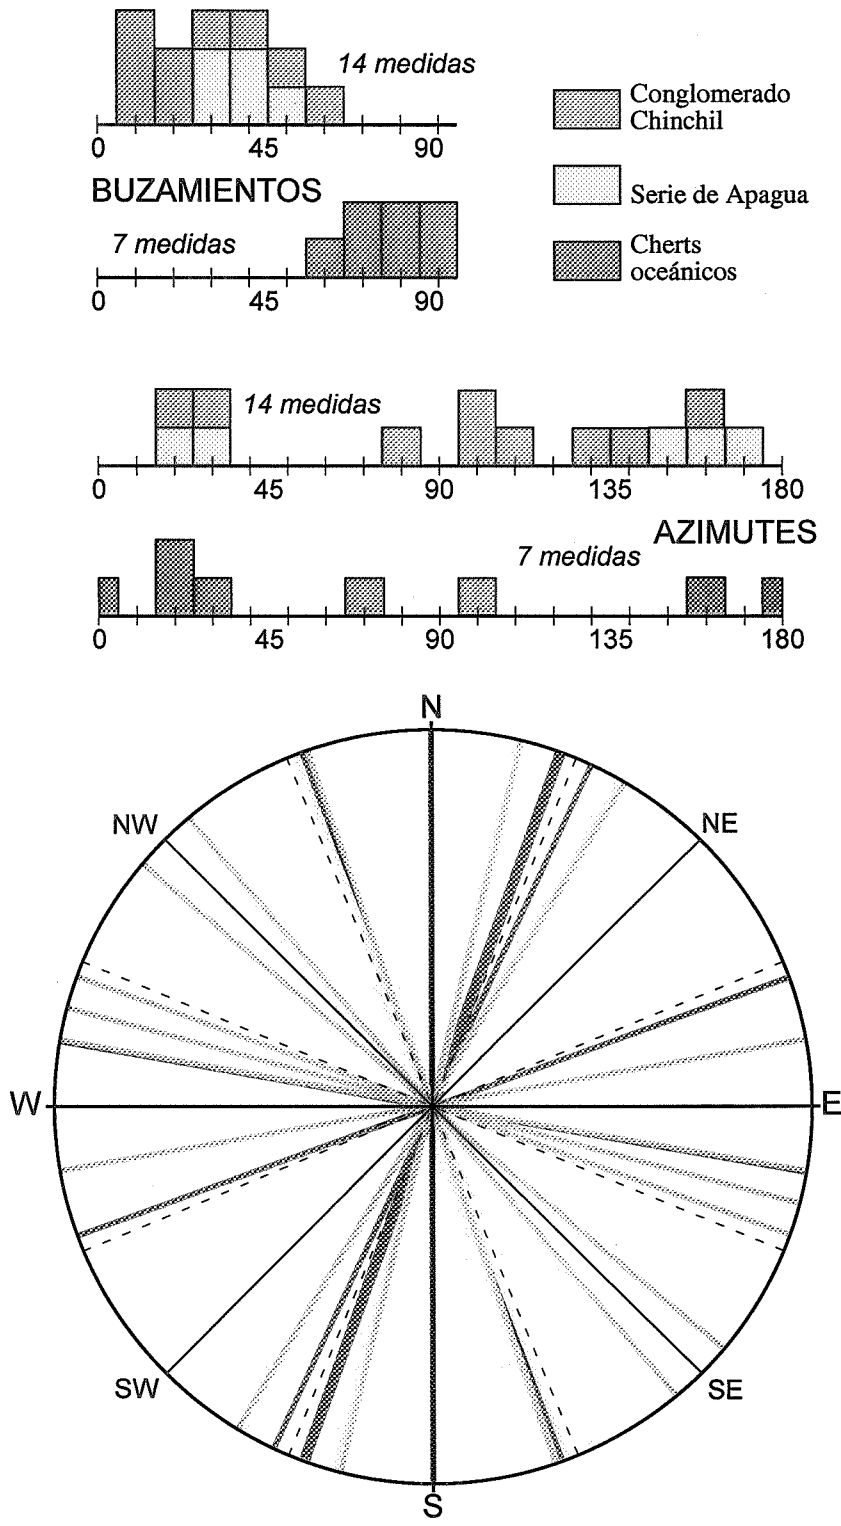 14 medidas
0 45 90
BUZAMIENTOS
7 medidas
0 45 90
Conglomerado
Chinchil
Serie de Apagua
Cherts
oceánicos
14 medidas
0 45 90 135 180
AZIMUTES
7 medidas
0 45 90 135 180
N
NW NE
W E
SW SE
S